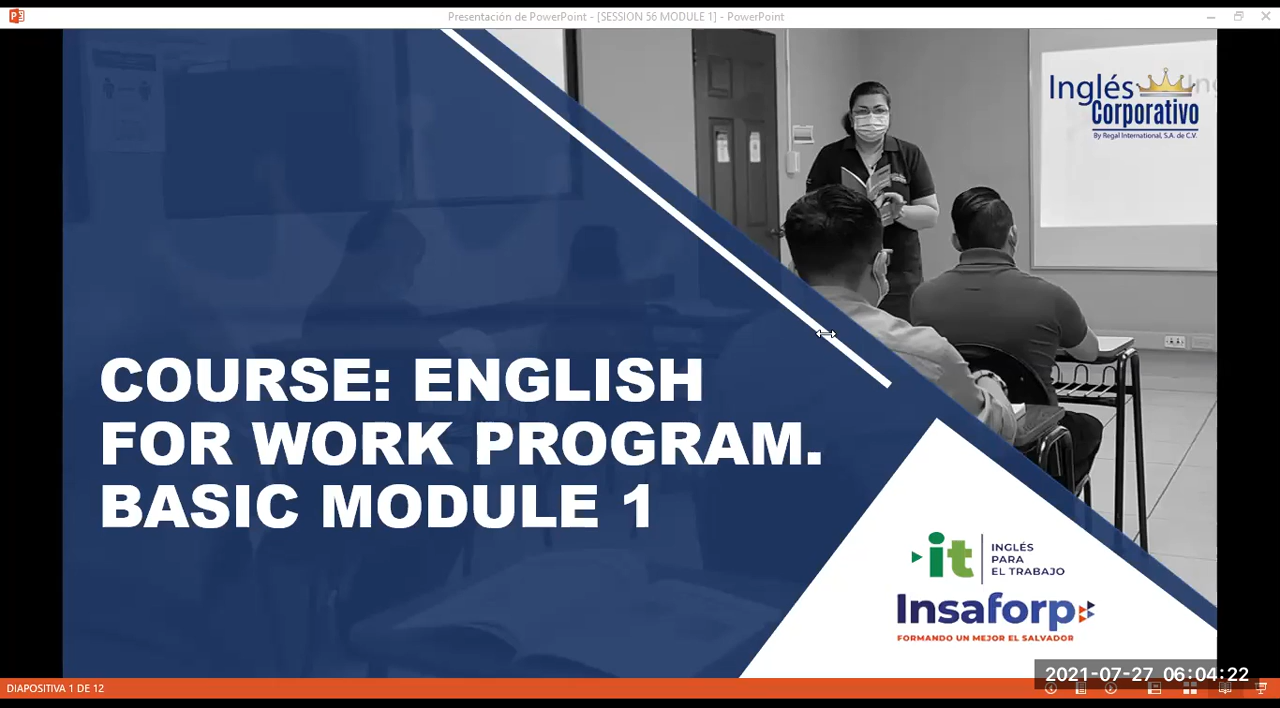 Presentación de PowerPoint - [SESSION 56 MODULE 1] - PowerPoint
Inglés
Corporativo
By Regal International, S.A. de C.V.
COURSE: ENGLISH
FOR WORK PROGRAM.
BASIC MODULE 1
it
INGLÉS
PARA
EL TRABAJO
Insaforp
FORMANDO UN MEJOR EL SALVADOR
2021-07-27 06:04:22
DIAPOSITIVA 1 DE 12